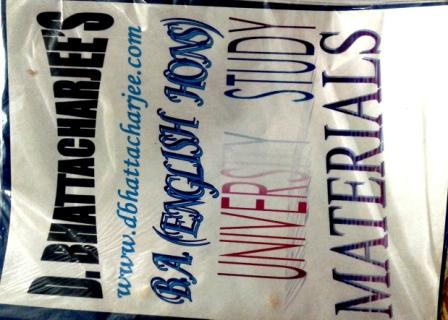 D.BHATTACHARJEE'S
www.dbhattacharjee.com
B.A (ENGLISH HONS)
UNIVERSITY STUDY
MATERIALS